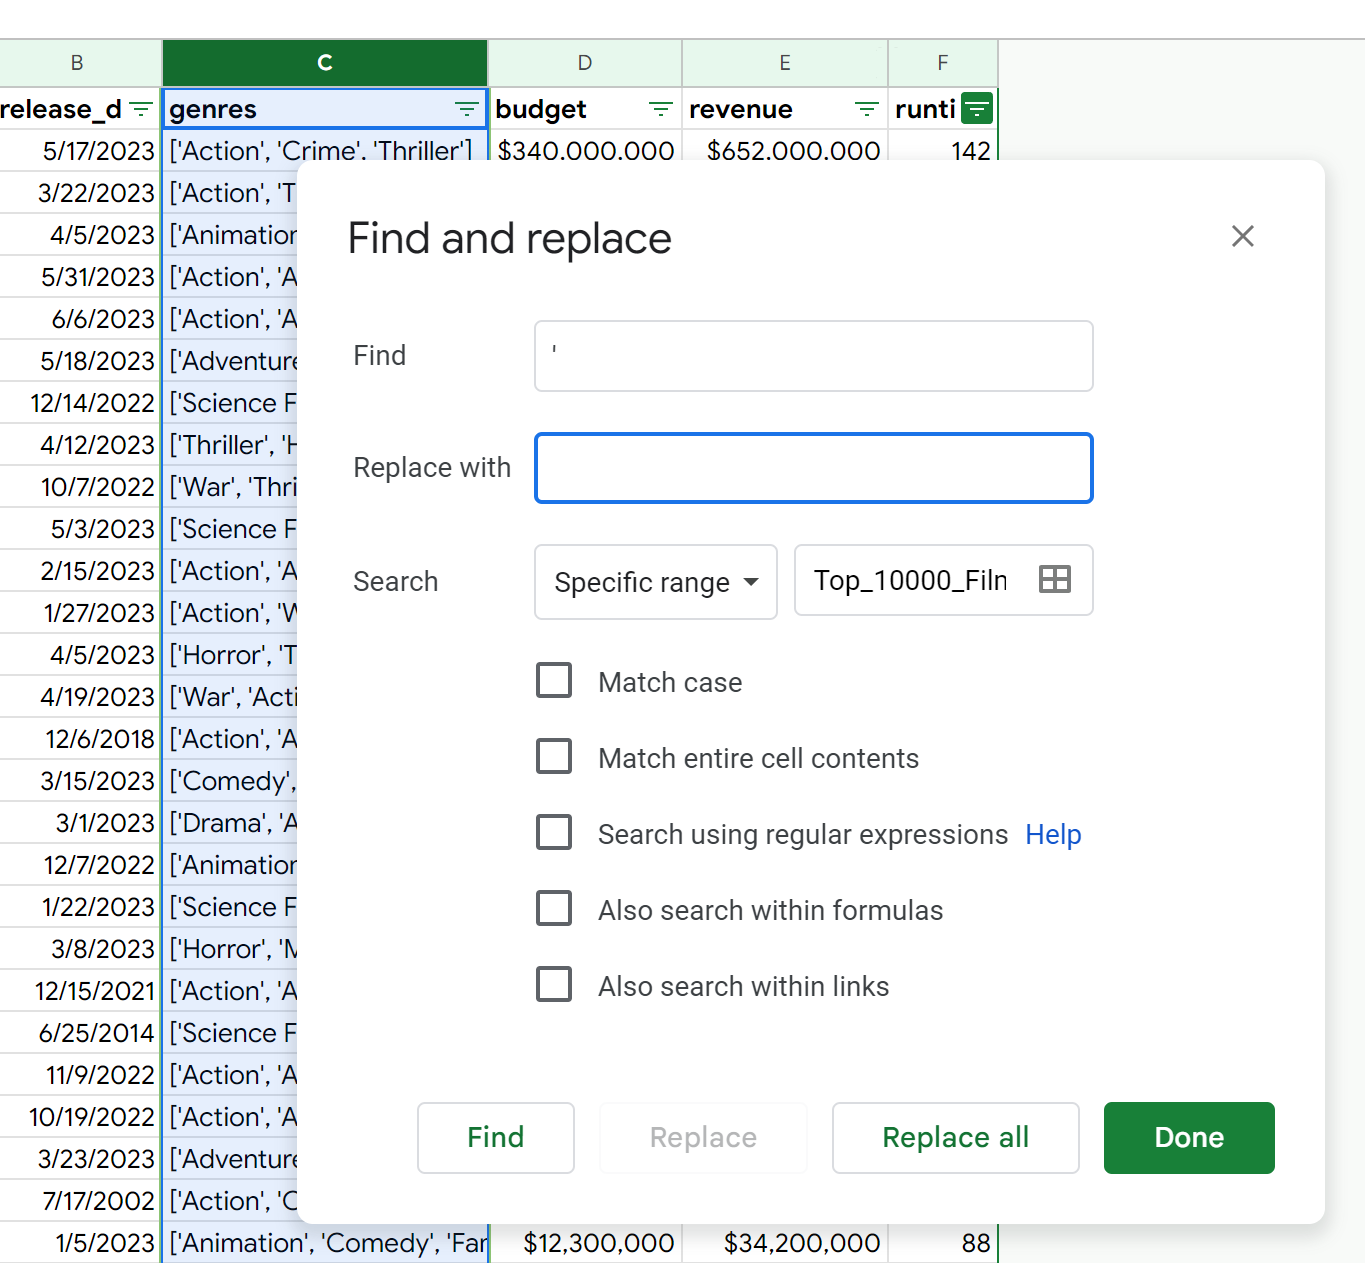 B C D E F
release_d genres budget revenue runti
5/17/2023 ['Action', 'Crime', 'Thriller'] $340,000,000 $652,000,000 142
3/22/2023 ['Action', 'T
4/5/2023 ['Animation
5/31/2023 ['Action', 'A
6/6/2023 ['Action', 'A
5/18/2023 ['Adventure
12/14/2022 ['Science F
4/12/2023 ['Thriller', 'H
10/7/2022 ['War', 'Thri
5/3/2023 ['Science F
2/15/2023 ['Action', 'A
1/27/2023 ['Action', 'W
4/5/2023 ['Horror', 'T
4/19/2023 ['War', 'Acti
12/6/2018 ['Action', 'A
3/15/2023 ['Comedy',
3/1/2023 ['Drama', 'A
12/7/2022 ['Animation
1/22/2023 ['Science F
3/8/2023 ['Horror', 'M
12/15/2021 ['Action', 'A
6/25/2014 ['Science F
11/9/2022 ['Action', 'A
10/19/2022 ['Action', 'A
3/23/2023 ['Adventure
7/17/2002 ['Action', 'C
1/5/2023 ['Animation', 'Comedy', 'Far $12,300,000 $34,200,000 88
Find and replace
Find '
Replace with
Search Specific range Top_10000_Film
Match case
Match entire cell contents
Search using regular expressions Help
Also search within formulas
Also search within links
Find Replace Replace all Done